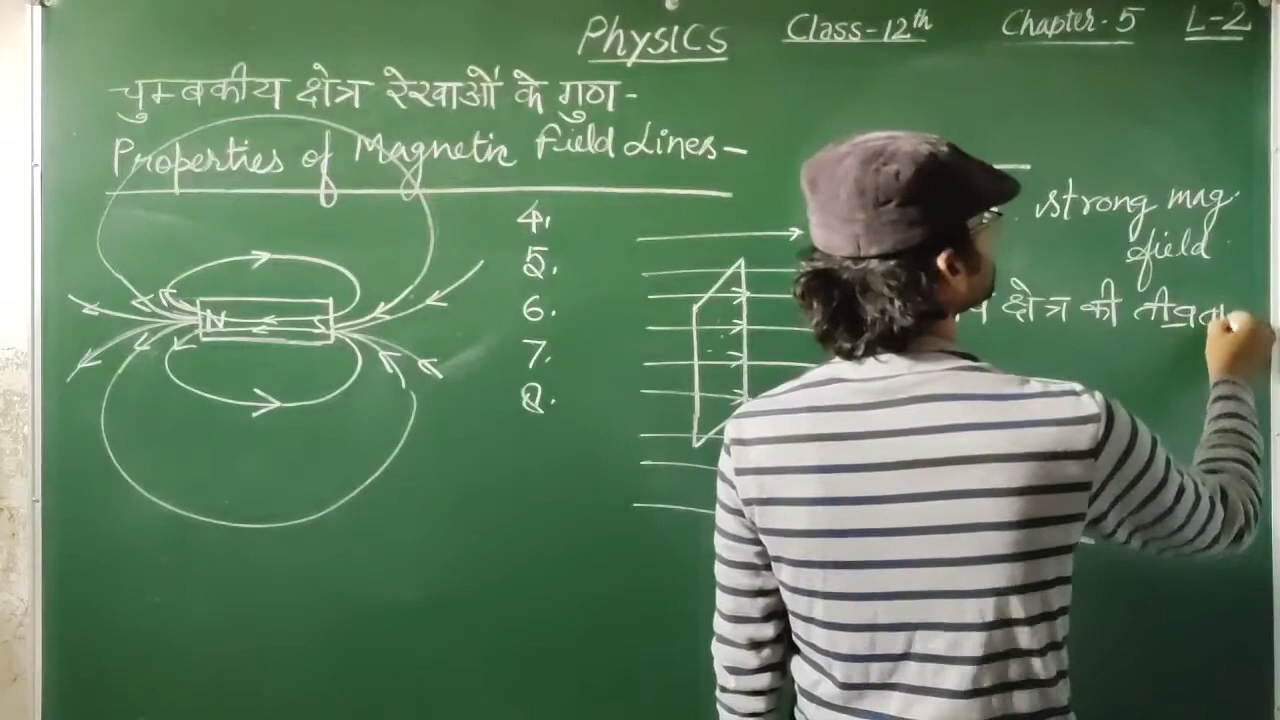 Physics Class-12th Chapter-5 L-2
चुम्बकीय क्षेत्र रेखाओं के गुण-
Properties of Magnetic Field Lines-
4.
5.
6.
7.
8.
strong mag.
field
क्षेत्र की तीव्रता
N S